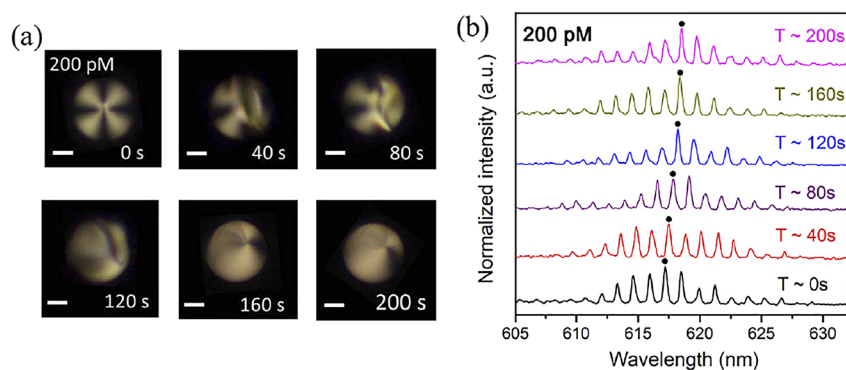 (a)
200 pM
0 s
40 s
80 s
120 s
160 s
200 s
(b)
200 pM
T ~ 200s
T ~ 160s
T ~ 120s
T ~ 80s
T ~ 40s
T ~ 0s
Normalized intensity (a.u.)
605 610 615 620 625 630
Wavelength (nm)